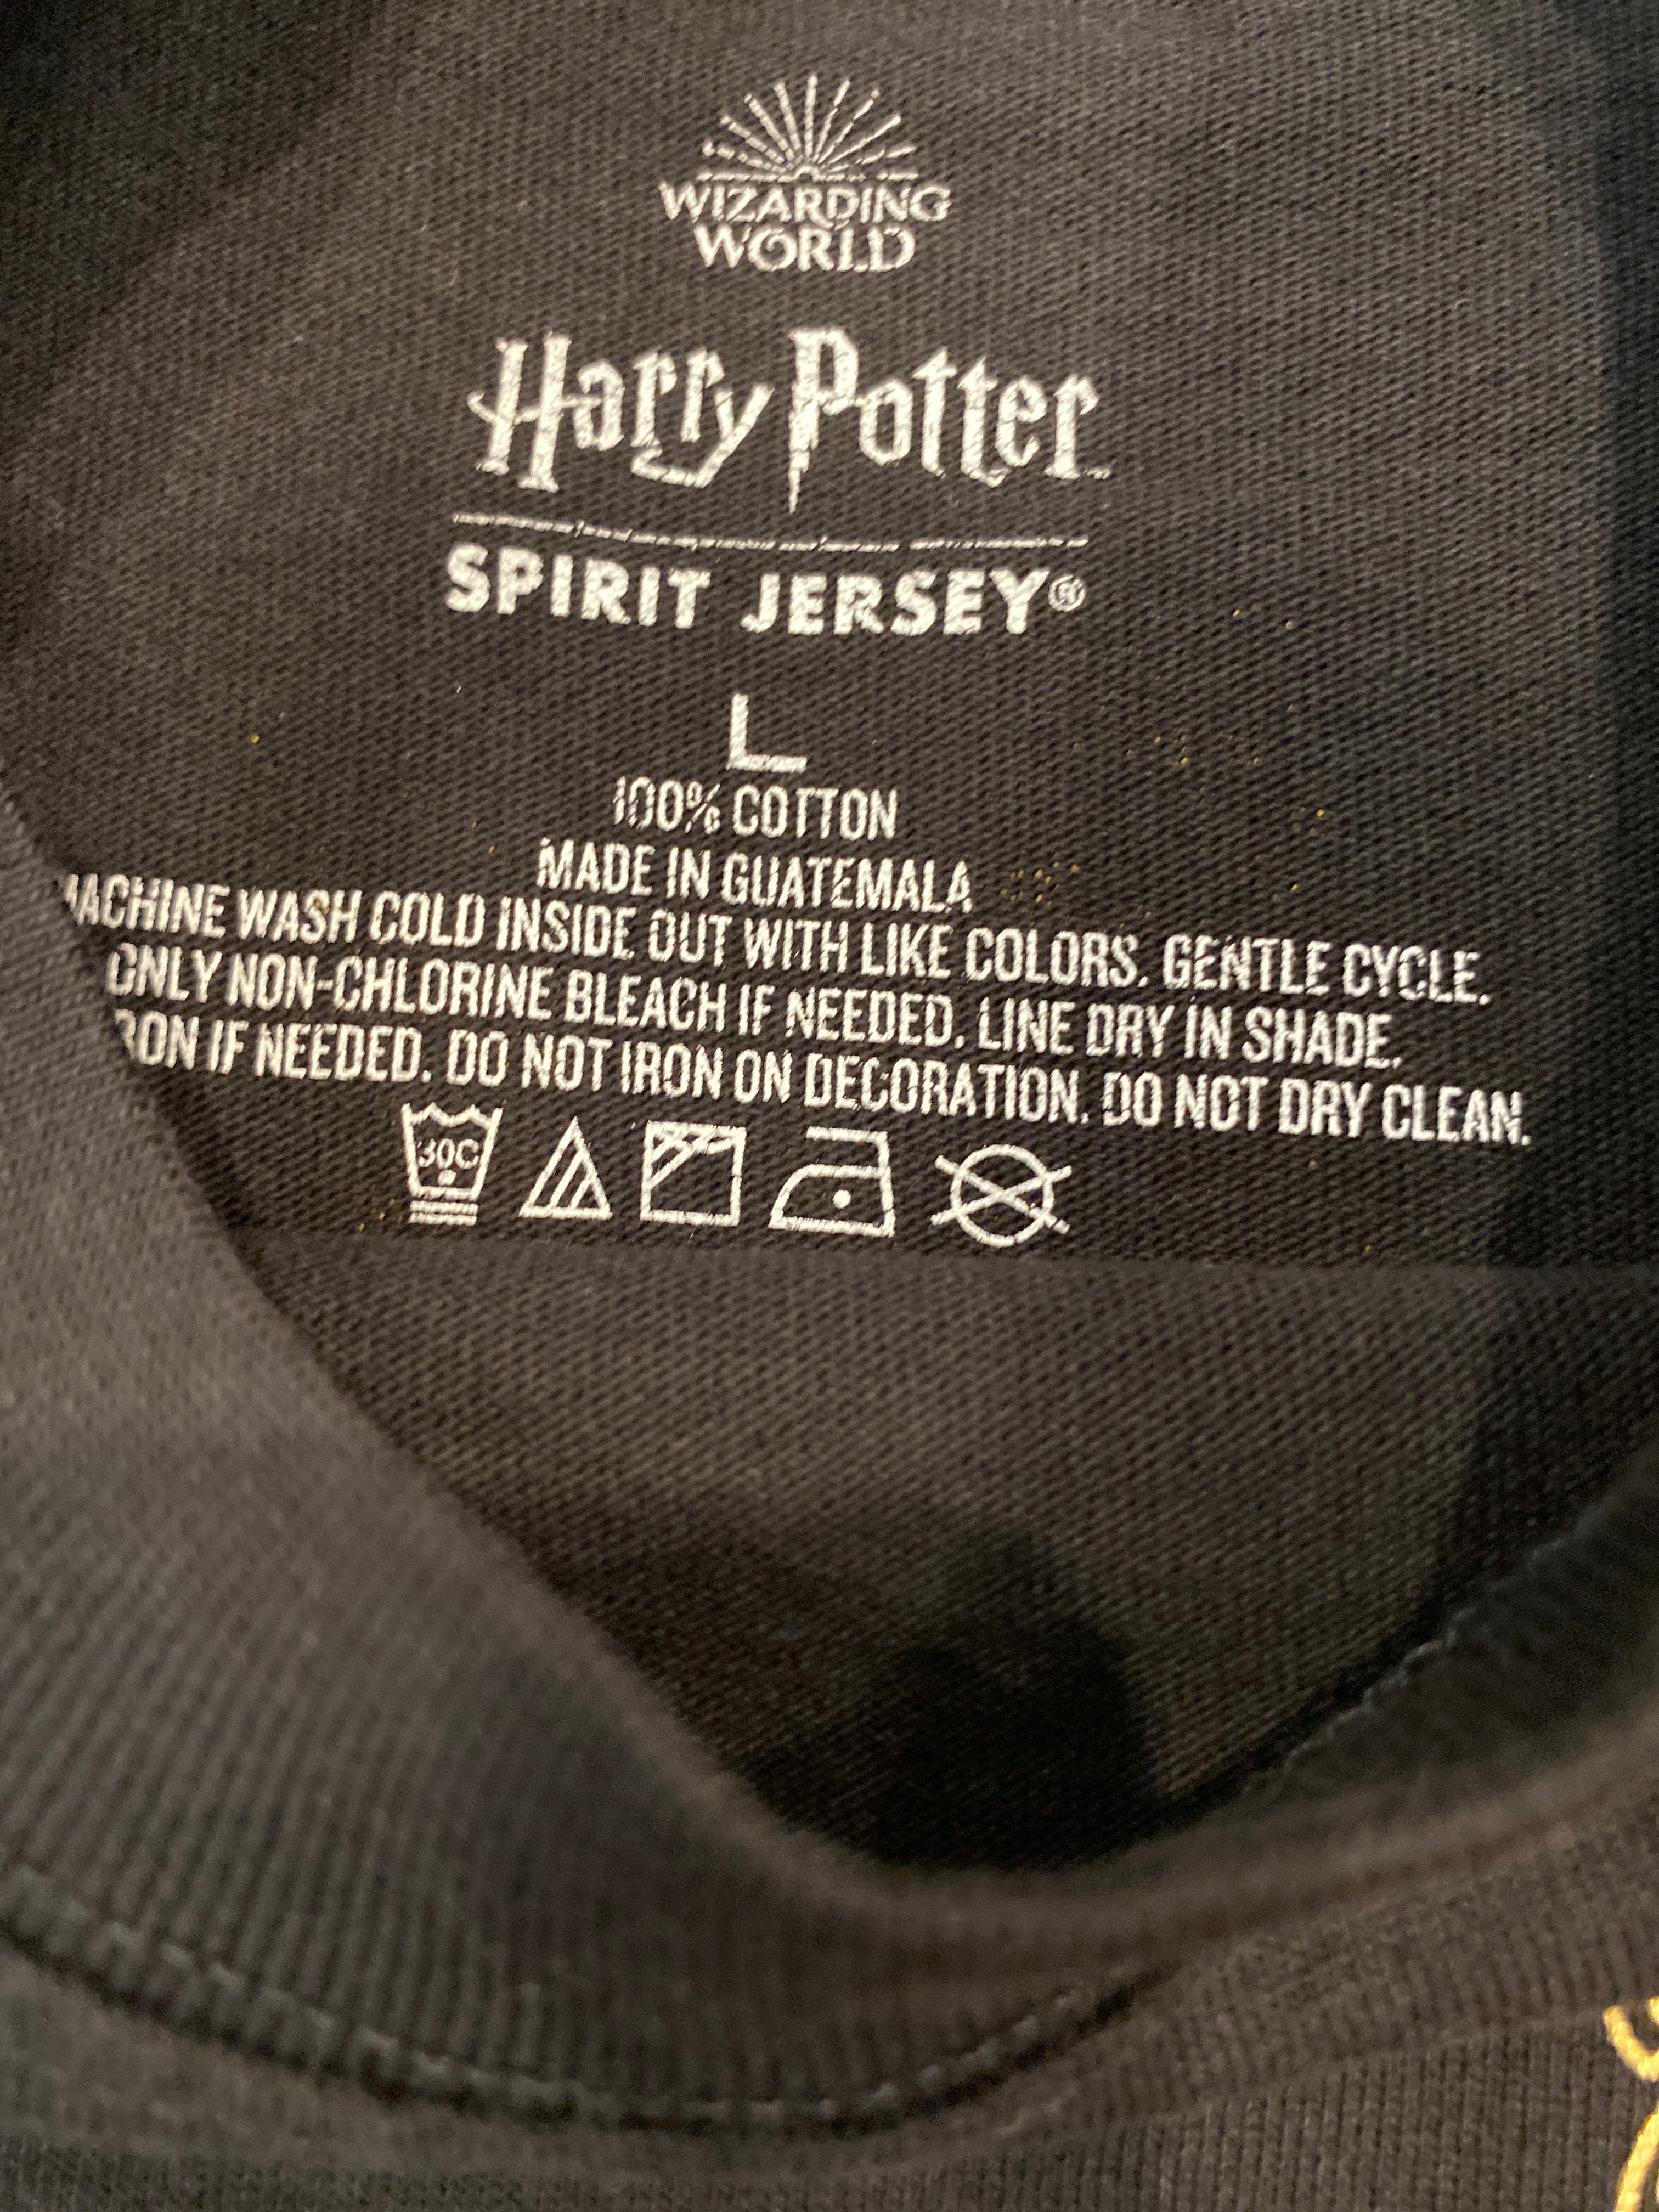 WIZARDING
WORLD
Harry Potter
SPIRIT JERSEY®
L
100% COTTON
MADE IN GUATEMALA
MACHINE WASH COLD INSIDE OUT WITH LIKE COLORS. GENTLE CYCLE.
ONLY NON-CHLORINE BLEACH IF NEEDED. LINE DRY IN SHADE.
IRON IF NEEDED. DO NOT IRON ON DECORATION. DO NOT DRY CLEAN.
30C